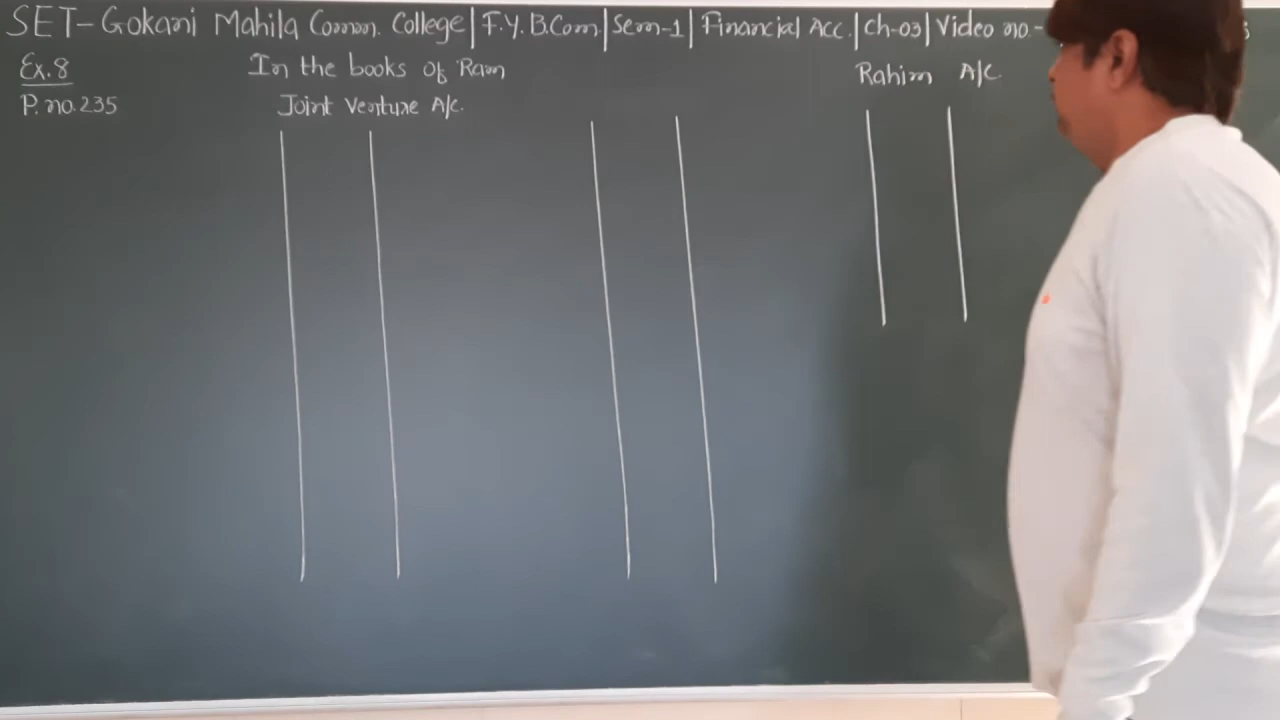 SET-Gokani Mahila Comm. College|F.Y.B.Com.|Sem-1|Financial Acc.|Ch-03|Video no.-
Ex.8
In the books of Ram
Rahim A/c.
P.no.235
Joint Venture A/c.